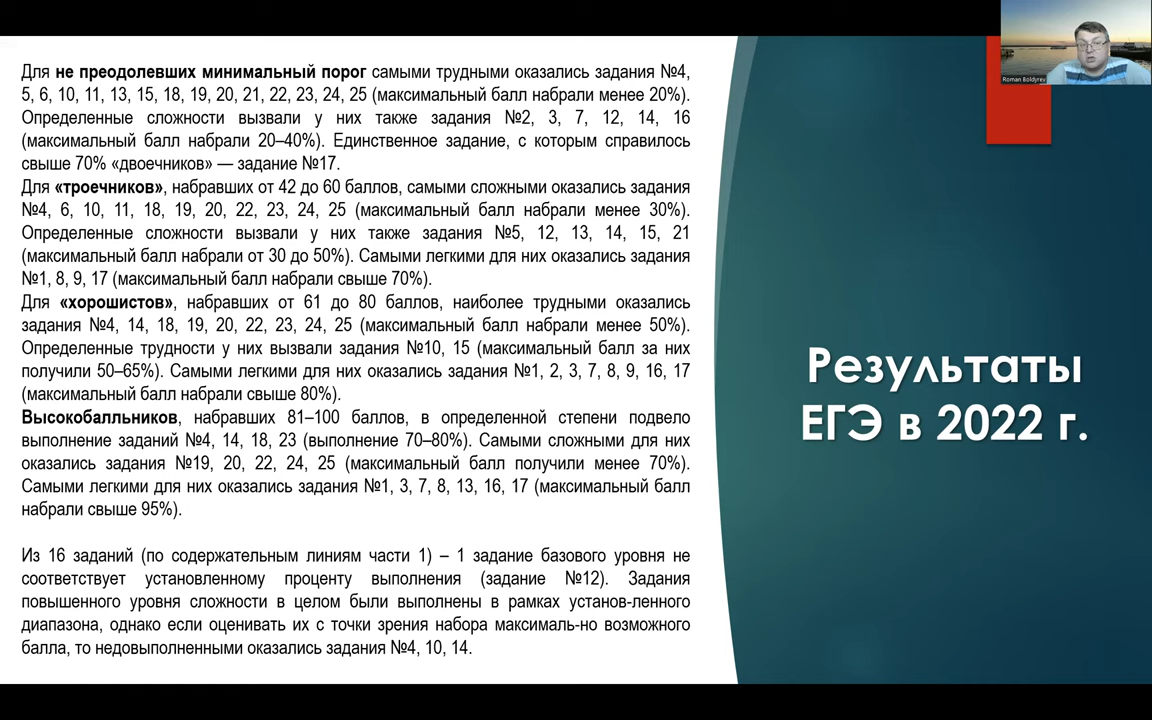 Для не преодолевших минимальный порог самыми трудными оказались задания №4,
5, 6, 10, 11, 13, 15, 18, 19, 20, 21, 22, 23, 24, 25 (максимальный балл набрали менее 20%).
Определенные сложности вызвали у них также задания №2, 3, 7, 12, 14, 16
(максимальный балл набрали 20–40%). Единственное задание, с которым справилось
свыше 70% «двоечников» — задание №17.
Для «троечников», набравших от 42 до 60 баллов, самыми сложными оказались задания
№4, 6, 10, 11, 18, 19, 20, 22, 23, 24, 25 (максимальный балл набрали менее 30%).
Определенные сложности вызвали у них также задания №5, 12, 13, 14, 15, 21
(максимальный балл набрали от 30 до 50%). Самыми легкими для них оказались задания
№1, 8, 9, 17 (максимальный балл набрали свыше 70%).
Для «хорошистов», набравших от 61 до 80 баллов, наиболее трудными оказались
задания №4, 14, 18, 19, 20, 22, 23, 24, 25 (максимальный балл набрали менее 50%).
Определенные трудности у них вызвали задания №10, 15 (максимальный балл за них
получили 50–65%). Самыми легкими для них оказались задания №1, 2, 3, 7, 8, 9, 16, 17
(максимальный балл набрали свыше 80%).
Высокобалльников, набравших 81–100 баллов, в определенной степени подвело
выполнение заданий №4, 14, 18, 23 (выполнение 70–80%). Самыми сложными для них
оказались задания №19, 20, 22, 24, 25 (максимальный балл получили менее 70%).
Самыми легкими для них оказались задания №1, 3, 7, 8, 13, 16, 17 (максимальный балл
набрали свыше 95%).
Из 16 заданий (по содержательным линиям части 1) – 1 задание базового уровня не
соответствует установленному проценту выполнения (задание №12). Задания
повышенного уровня сложности в целом были выполнены в рамках установ-ленного
диапазона, однако если оценивать их с точки зрения набора максималь-но возможного
балла, то недовыполненными оказались задания №4, 10, 14.
Результаты
ЕГЭ в 2022 г.
Roman Boldyrev